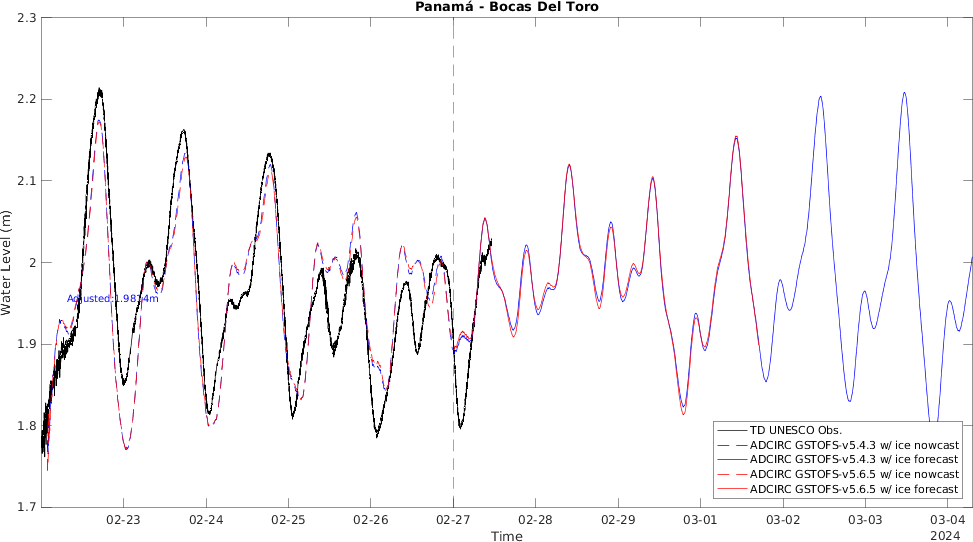 Panamá - Bocas Del Toro
2.3
2.2
2.1
2
1.9
1.8
1.7
Water Level (m)
Adjusted:1.9814m
TD UNESCO Obs.
ADCIRC GSTOFS-v5.4.3 w/ ice nowcast
ADCIRC GSTOFS-v5.4.3 w/ ice forecast
ADCIRC GSTOFS-v5.6.5 w/ ice nowcast
ADCIRC GSTOFS-v5.6.5 w/ ice forecast
02-23 02-24 02-25 02-26 02-27 02-28 02-29 03-01 03-02 03-03 03-04
2024
Time